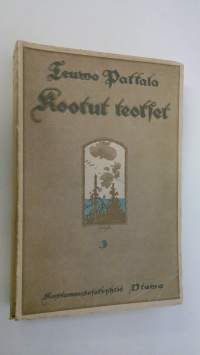 Teuvo Pakkala
Kootut teokset
3
Kustannusosakeyhtiö Otava